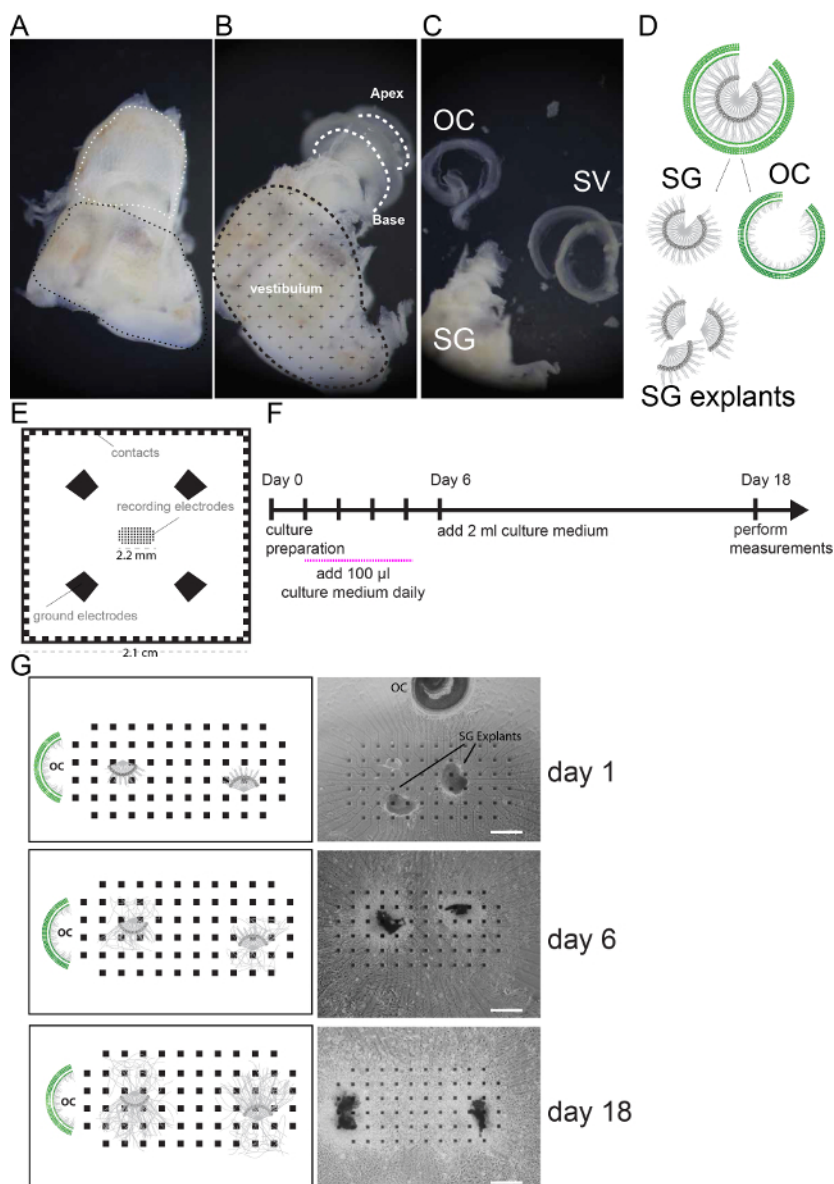 A
B
C
D
Apex
Base
vestibulum
OC
SV
SG
SG
OC
SG explants
E
contacts
recording electrodes
2.2 mm
ground electrodes
2.1 cm
F
Day 0
Day 6
Day 18
culture
preparation
add 2 ml culture medium
perform
measurements
add 100 µl
culture medium daily
G
OC
OC
SG Explants
day 1
OC
day 6
OC
day 18